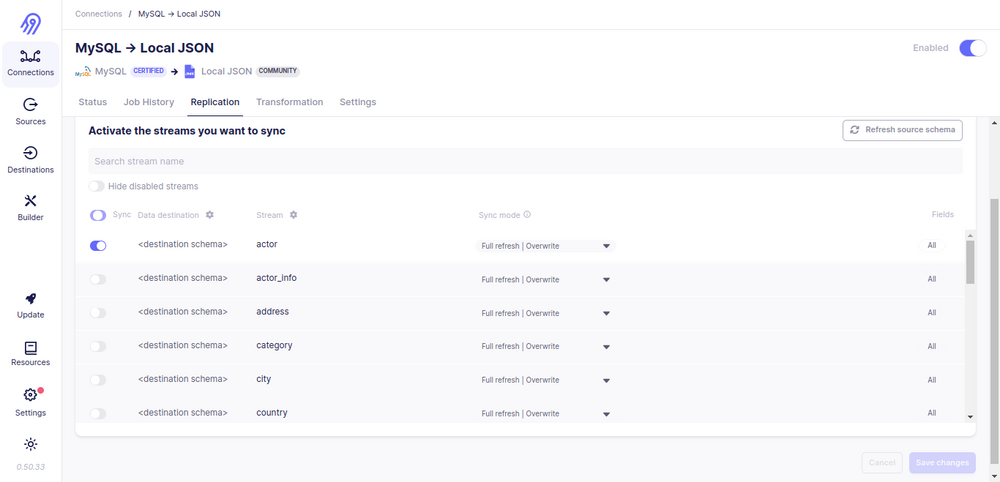 Connections / MySQL → Local JSON
MySQL → Local JSON
Enabled
MySQL MySQL CERTIFIED → Local JSON COMMUNITY
Status Job History Replication Transformation Settings
Connections
Sources
Destinations
Builder
Update
Resources
Settings
0.50.33
Activate the streams you want to sync
Refresh source schema
Search stream name
Hide disabled streams
Sync Data destination Stream Sync mode Fields
<destination schema> actor Full refresh | Overwrite All
<destination schema> actor_info Full refresh | Overwrite All
<destination schema> address Full refresh | Overwrite All
<destination schema> category Full refresh | Overwrite All
<destination schema> city Full refresh | Overwrite All
<destination schema> country Full refresh | Overwrite All
Cancel Save changes